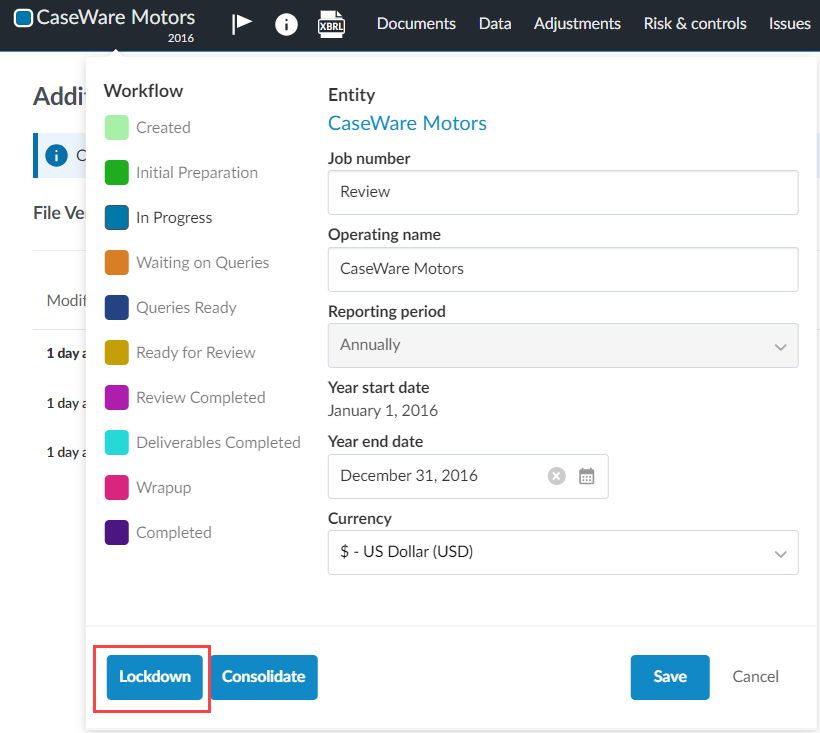 CaseWare Motors
2016
XBRL
Documents
Data
Adjustments
Risk & controls
Issues
Workflow
Created
Initial Preparation
In Progress
Waiting on Queries
Queries Ready
Ready for Review
Review Completed
Deliverables Completed
Wrapup
Completed
Entity
CaseWare Motors
Job number
Review
Operating name
CaseWare Motors
Reporting period
Annually
Year start date
January 1, 2016
Year end date
December 31, 2016
Currency
$ - US Dollar (USD)
Lockdown
Consolidate
Save
Cancel
File
1 day
1 day
1 day